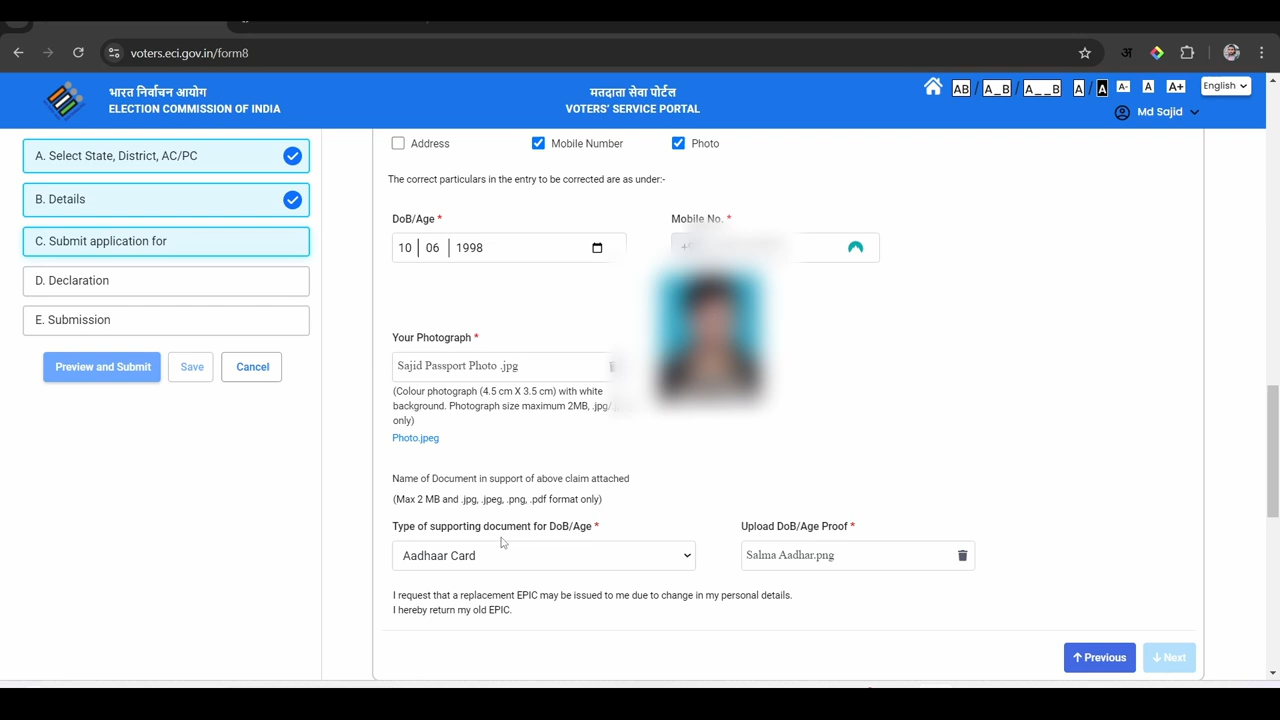 voters.eci.gov.in/form8
भारत निर्वाचन आयोग
ELECTION COMMISSION OF INDIA
मतदाता सेवा पोर्टल
VOTERS' SERVICE PORTAL
AB A_B A__B A A A- A A+ English
Md Sajid
A. Select State, District, AC/PC
B. Details
C. Submit application for
D. Declaration
E. Submission
Preview and Submit Save Cancel
Address Mobile Number Photo
The correct particulars in the entry to be corrected are as under:-
DoB/Age * Mobile No. *
10 06 1998
Your Photograph *
Sajid Passport Photo .jpg
(Colour photograph (4.5 cm X 3.5 cm) with white
background. Photograph size maximum 2MB, .jpg/
only)
Photo.jpeg
Name of Document in support of above claim attached
(Max 2 MB and .jpg, .jpeg, .png, .pdf format only)
Type of supporting document for DoB/Age * Upload DoB/Age Proof *
Aadhaar Card Salma Aadhar.png
I request that a replacement EPIC may be issued to me due to change in my personal details.
I hereby return my old EPIC.
Previous Next